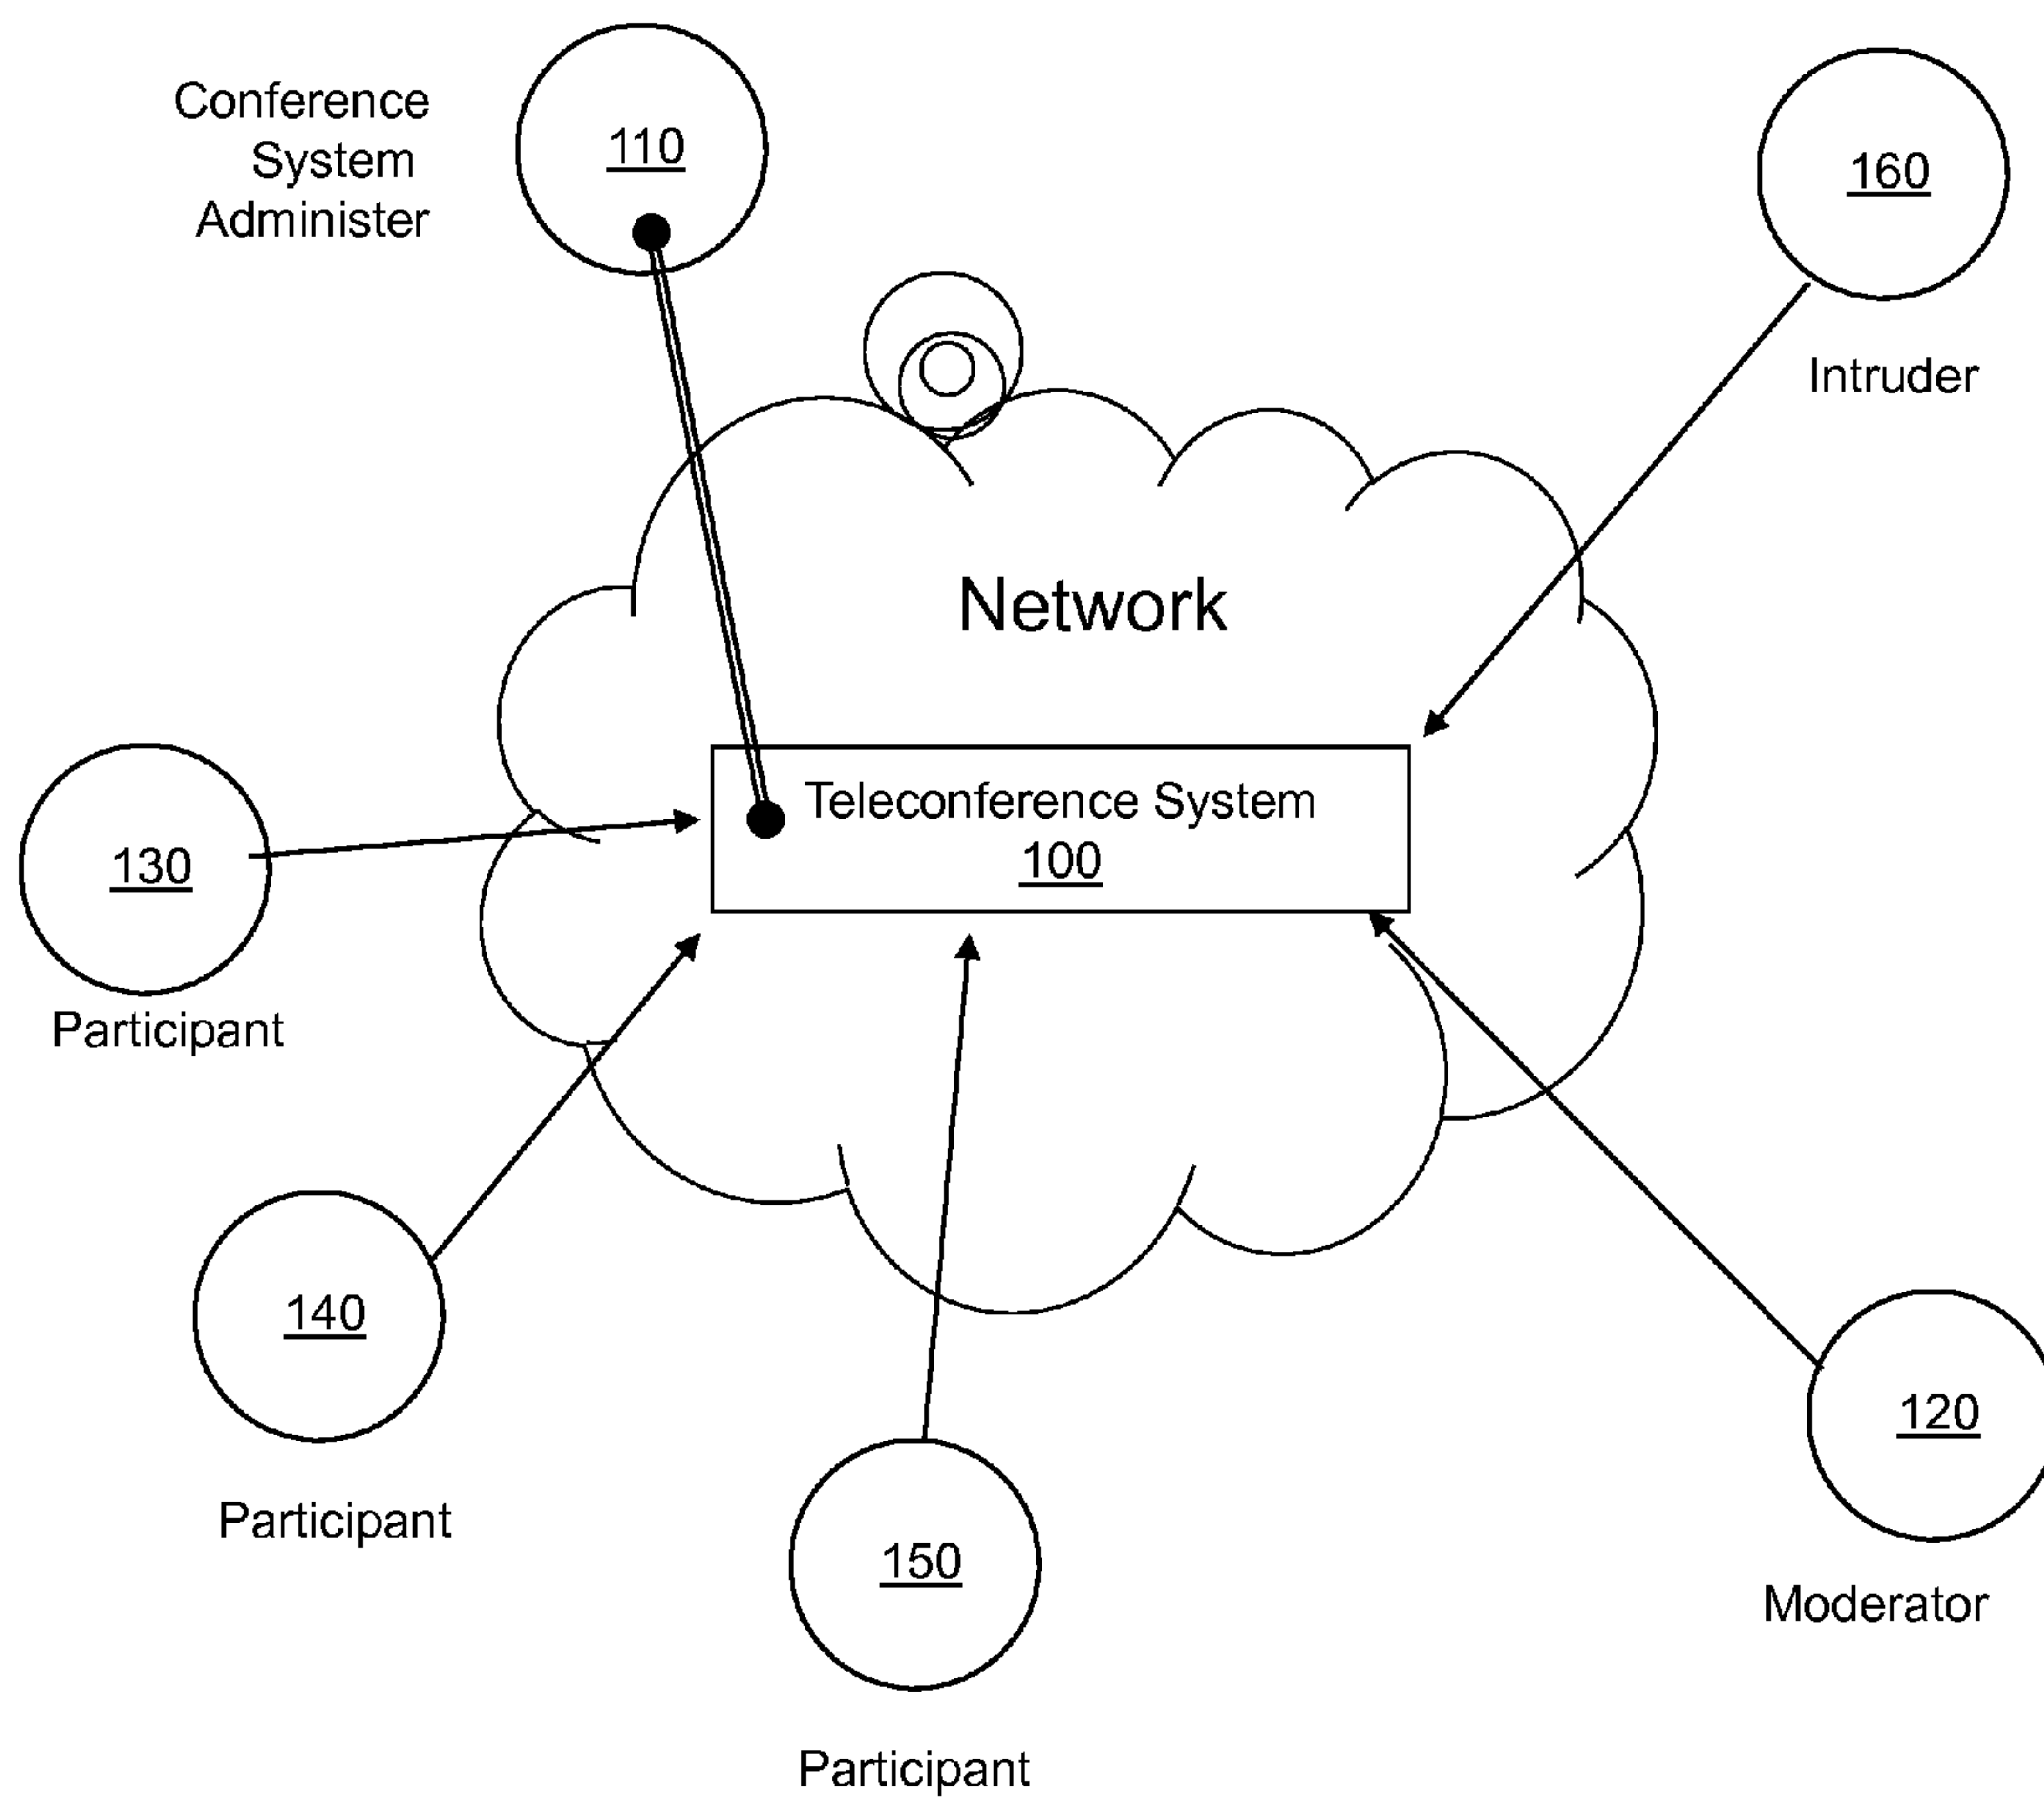 Conference
System
Administer
110
160
Intruder
Network
Teleconference System
100
130
Participant
140
Participant
150
Participant
120
Moderator